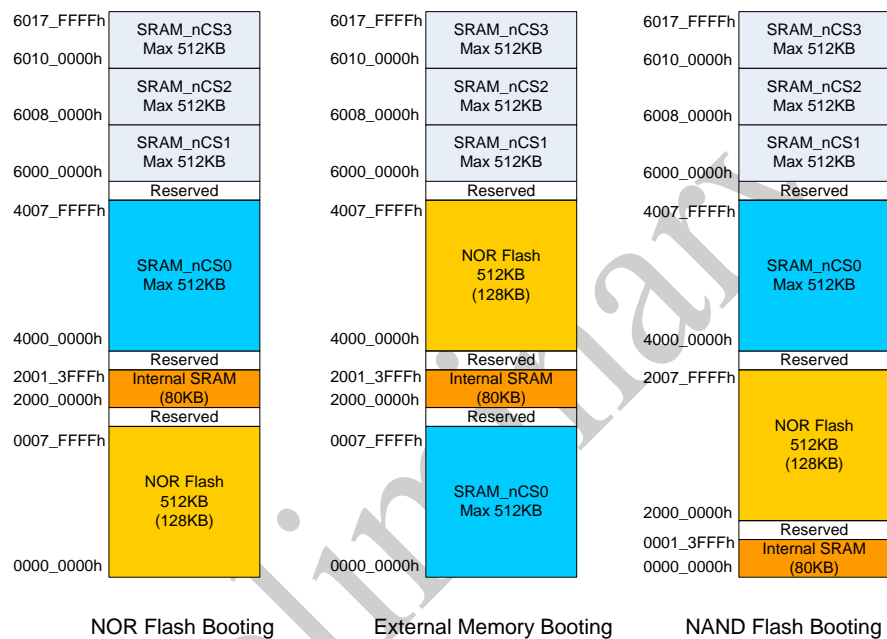 6017_FFFFh
SRAM_nCS3
Max 512KB
6010_0000h
SRAM_nCS2
Max 512KB
6008_0000h
SRAM_nCS1
Max 512KB
6000_0000h
Reserved
4007_FFFFh
SRAM_nCS0
Max 512KB
4000_0000h
Reserved
2001_3FFFh
Internal SRAM
(80KB)
2000_0000h
Reserved
0007_FFFFh
NOR Flash
512KB
(128KB)
0000_0000h
NOR Flash Booting
6017_FFFFh
SRAM_nCS3
Max 512KB
6010_0000h
SRAM_nCS2
Max 512KB
6008_0000h
SRAM_nCS1
Max 512KB
6000_0000h
Reserved
4007_FFFFh
NOR Flash
512KB
(128KB)
4000_0000h
Reserved
2001_3FFFh
Internal SRAM
(80KB)
2000_0000h
Reserved
0007_FFFFh
SRAM_nCS0
Max 512KB
0000_0000h
External Memory Booting
6017_FFFFh
SRAM_nCS3
Max 512KB
6010_0000h
SRAM_nCS2
Max 512KB
6008_0000h
SRAM_nCS1
Max 512KB
6000_0000h
Reserved
4007_FFFFh
SRAM_nCS0
Max 512KB
4000_0000h
Reserved
2007_FFFFh
NOR Flash
512KB
(128KB)
2000_0000h
Reserved
0001_3FFFh
Internal SRAM
(80KB)
0000_0000h
NAND Flash Booting